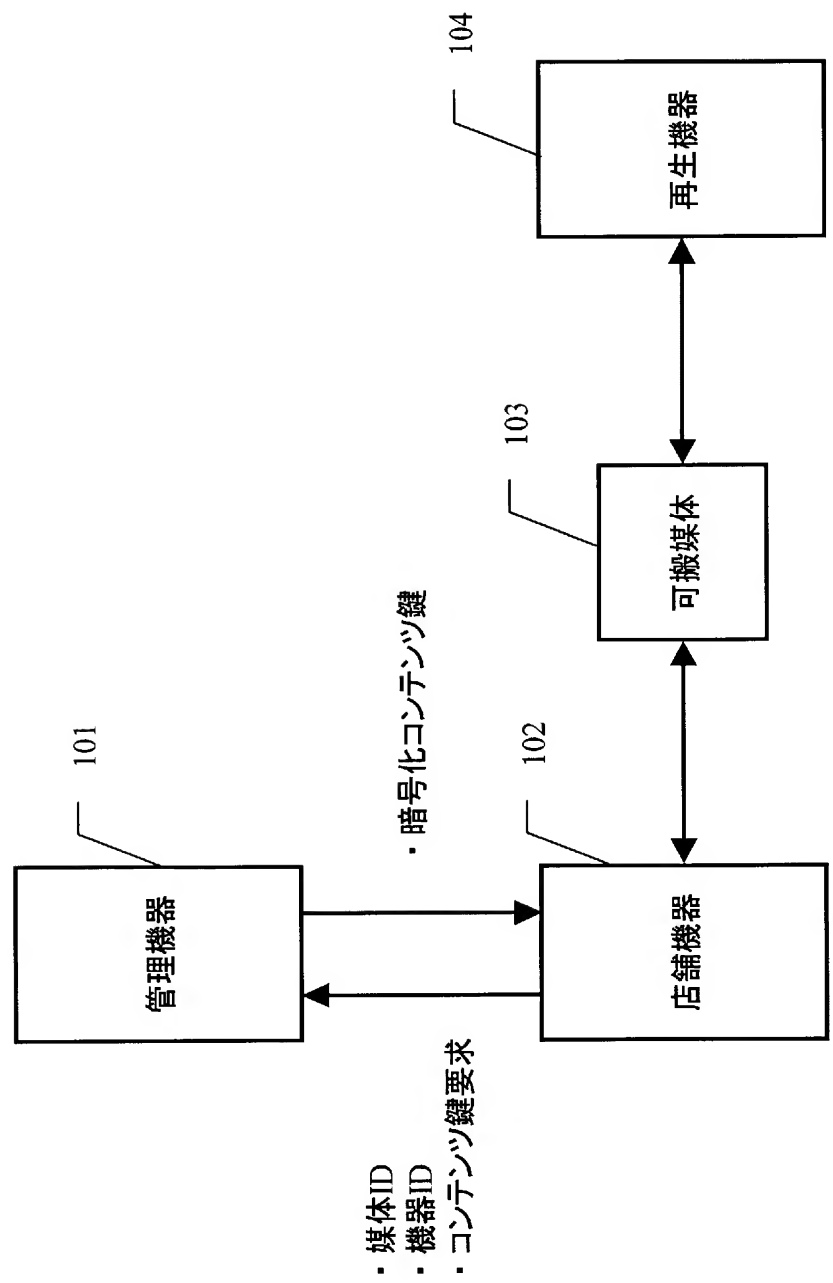 101
管理機器
・媒体ID
・機器ID
・コンテンツ鍵要求
・暗号化コンテンツ鍵
102
店舗機器
103
可搬媒体
104
再生機器